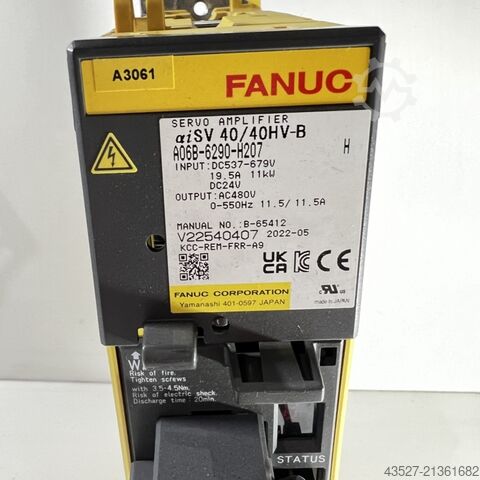 A3061
FANUC
SERVO AMPLIFIER
αiSV 40/40HV-B
A06B-6290-H207 H
INPUT:DC537-679V
19.5A 11kW
DC24V
OUTPUT:AC480V
0-550Hz 11.5/ 11.5A
MANUAL NO.:B-65412
V22540407 2022-05
KCC-REM-FRR-A9
UK
CA
CE
FANUC CORPORATION
Yamanashi 401-0597 JAPAN
c UL us
made in JAPAN
Risk of fire.
Tighten screws
with 3.5-4.5Nm.
Risk of electric shock.
Discharge time: 20min.
STATUS
43527-21361682